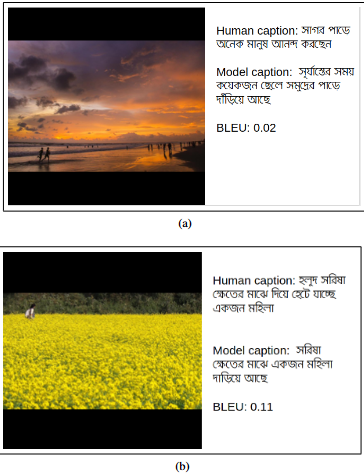 Human caption: সাগর পাড়ে
অনেক মানুষ আনন্দ করছেন
Model caption: সূর্যাস্তের সময়
কয়েকজন ছেলে সমুদ্রের পাড়ে
দাঁড়িয়ে আছে
BLEU: 0.02
(a)
Human caption: হলুদ সরিষা
ক্ষেতের মাঝে দিয়ে হেটে যাচ্ছে
একজন মহিলা
Model caption: সরিষা
ক্ষেতের মাঝে একজন মহিলা
দাড়িয়ে আছে
BLEU: 0.11
(b)